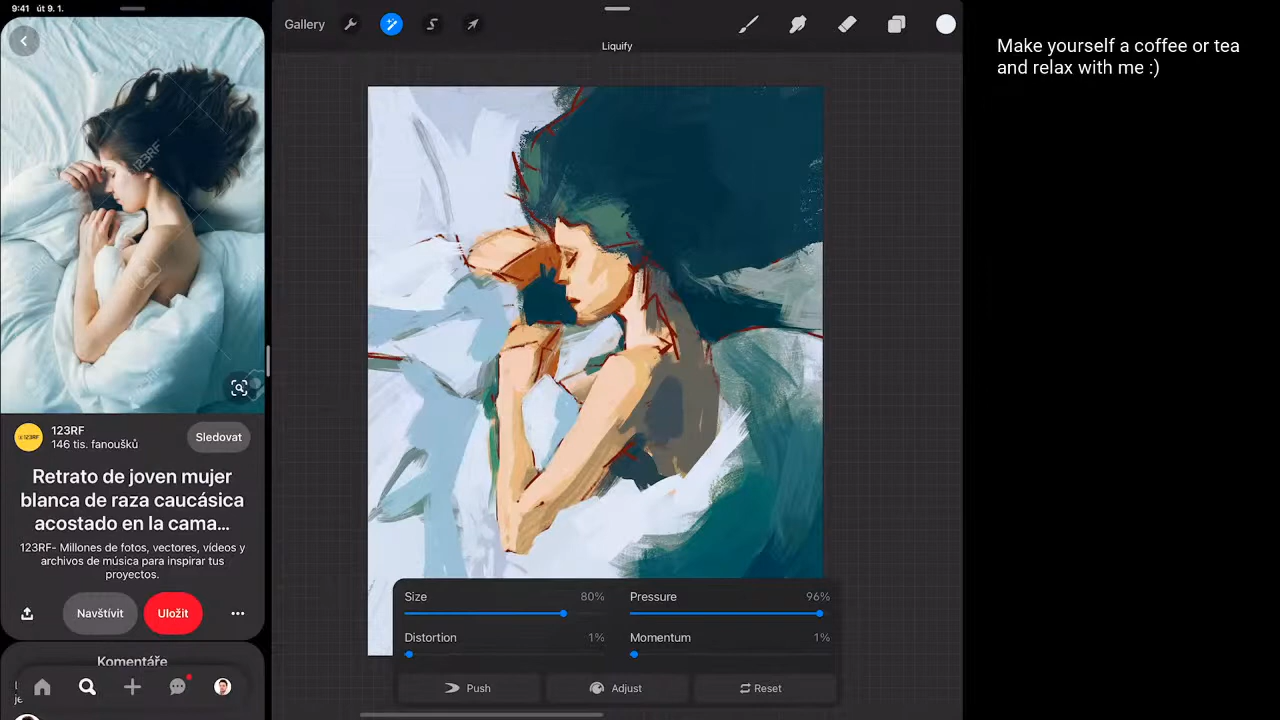 9:41 út 9. 1.
123RF
123RF
146 tis. fanoušků
Sledovat
Retrato de joven mujer
blanca de raza caucásica
acostado en la cama...
123RF- Millones de fotos, vectores, vídeos y
archivos de música para inspirar tus
proyectos.
Navštívit
Uložit
Komentáře
Gallery
Liquify
Size 80%
Pressure 96%
Distortion 1%
Momentum 1%
Push
Adjust
Reset
Make yourself a coffee or tea
and relax with me :)